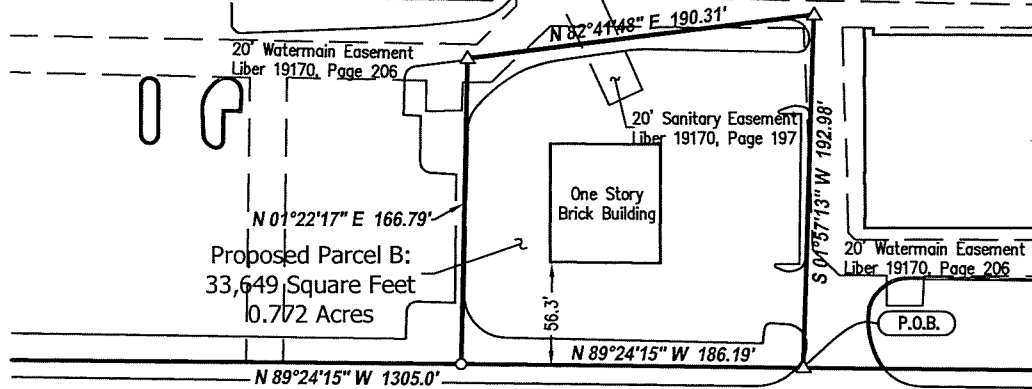 N 82°41'48" E 190.31'
20' Watermain Easement
Liber 19170, Page 206
20' Sanitary Easement
Liber 19170, Page 197
S 01°57'13" W 192.98'
One Story
Brick Building
N 01°22'17" E 166.79'
Proposed Parcel B:
33,649 Square Feet
0.772 Acres
20' Watermain Easement
Liber 19170, Page 206
56.3'
P.O.B.
N 89°24'15" W 186.19'
N 89°24'15" W 1305.0'